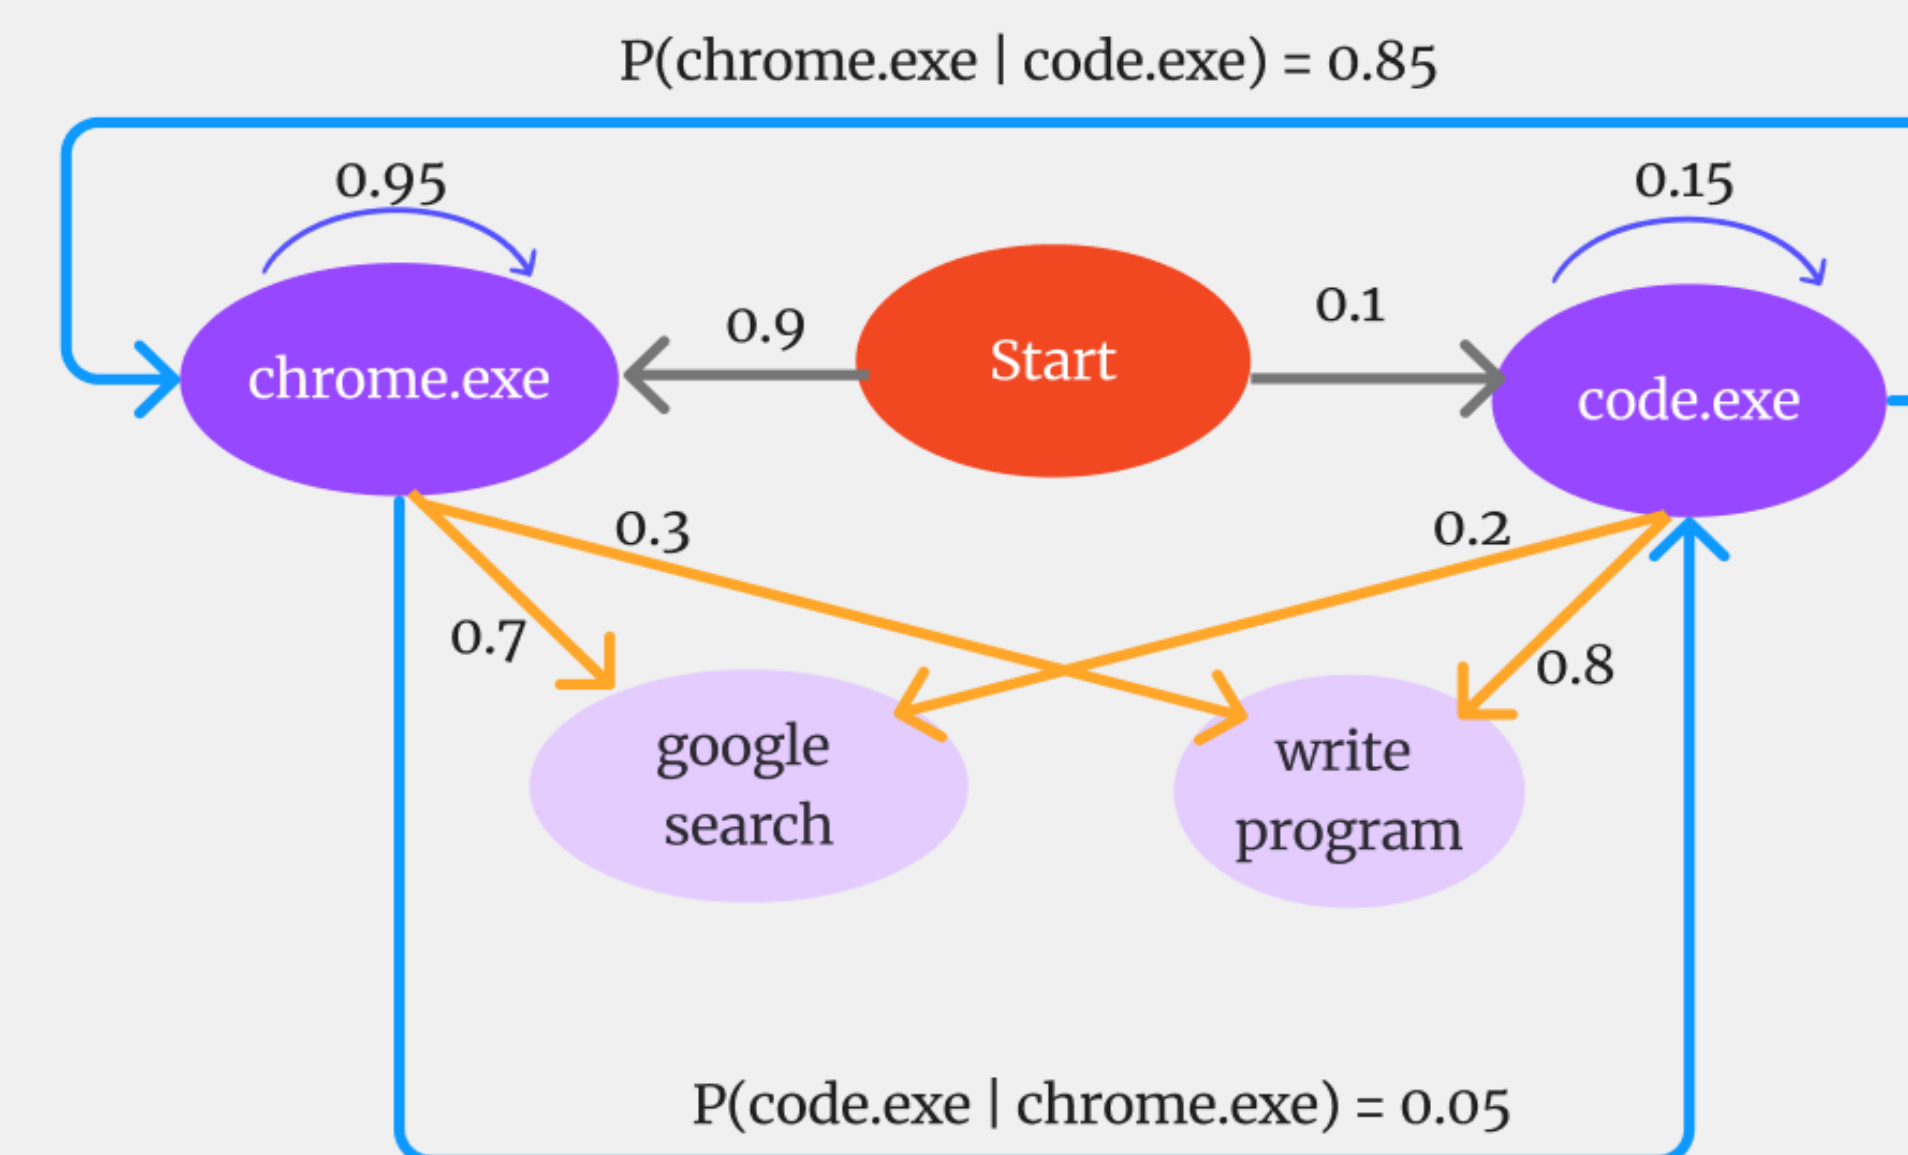 P(chrome.exe | code.exe) = 0.85
0.95
0.15
0.9
0.1
chrome.exe
Start
code.exe
0.3
0.2
0.7
0.8
google
search
write
program
P(code.exe | chrome.exe) = 0.05